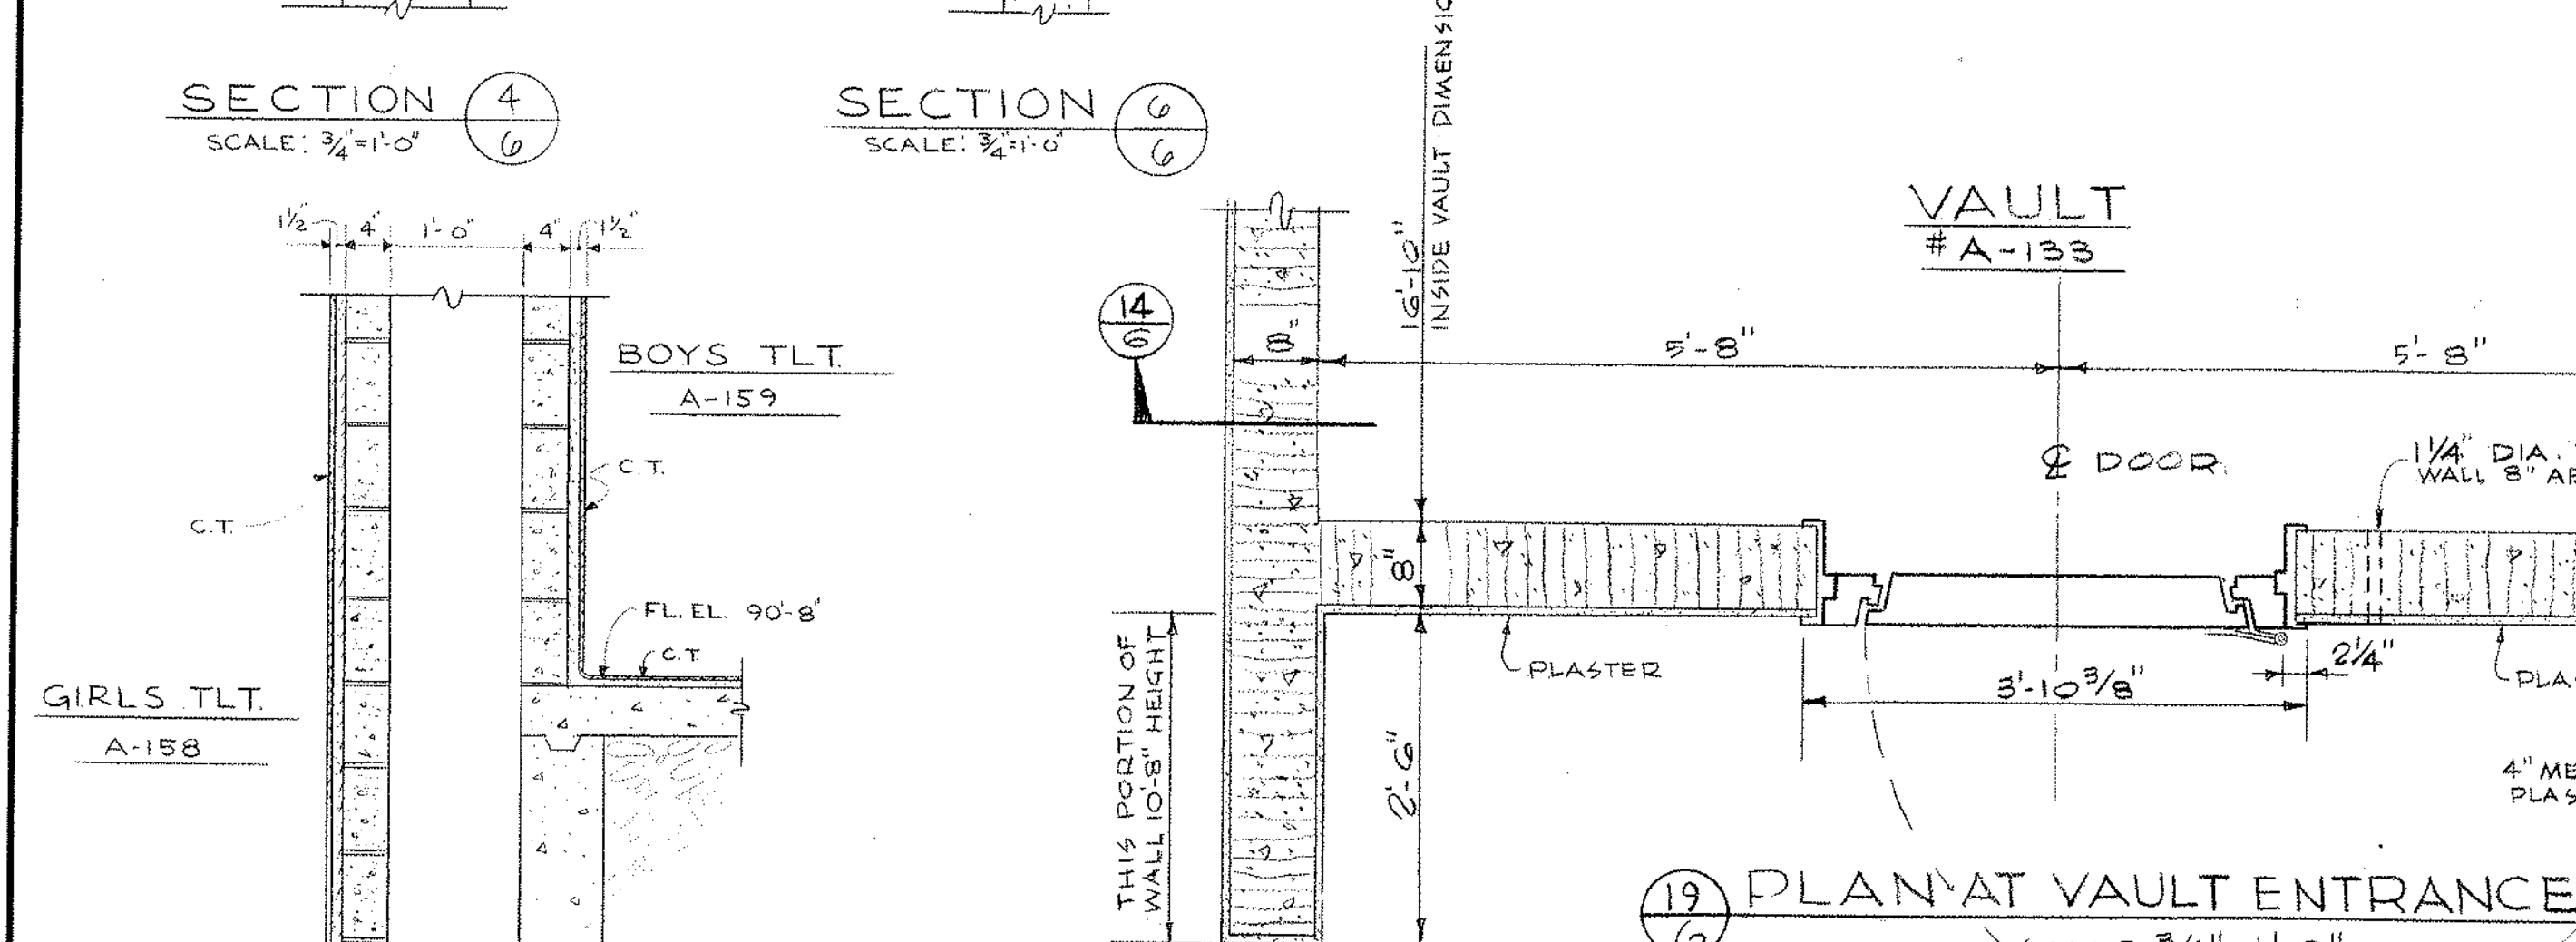 SECTION 4
6
SCALE: 3/4"=1'-0"
SECTION 6
6
SCALE: 3/4"=1'-0"
1 1/2" 4" 1'-0" 4" 1 1/2"
BOYS TLT.
A-159
C.T.
C.T.
FL. EL. 90'-8"
C.T.
GIRLS TLT.
A-158
14
6
16'-10"
INSIDE VAULT
VAULT
# A-133
8"
5'-8"
5'-8"
℄ DOOR
1 1/4" DIA.
WALL 8"
8"
PLASTER
2 1/4"
3'-10 3/8"
THIS PORTION OF
WALL 10'-8" HEIGHT
2'-6"
4"
19
PLAN AT VAULT ENTRANCE